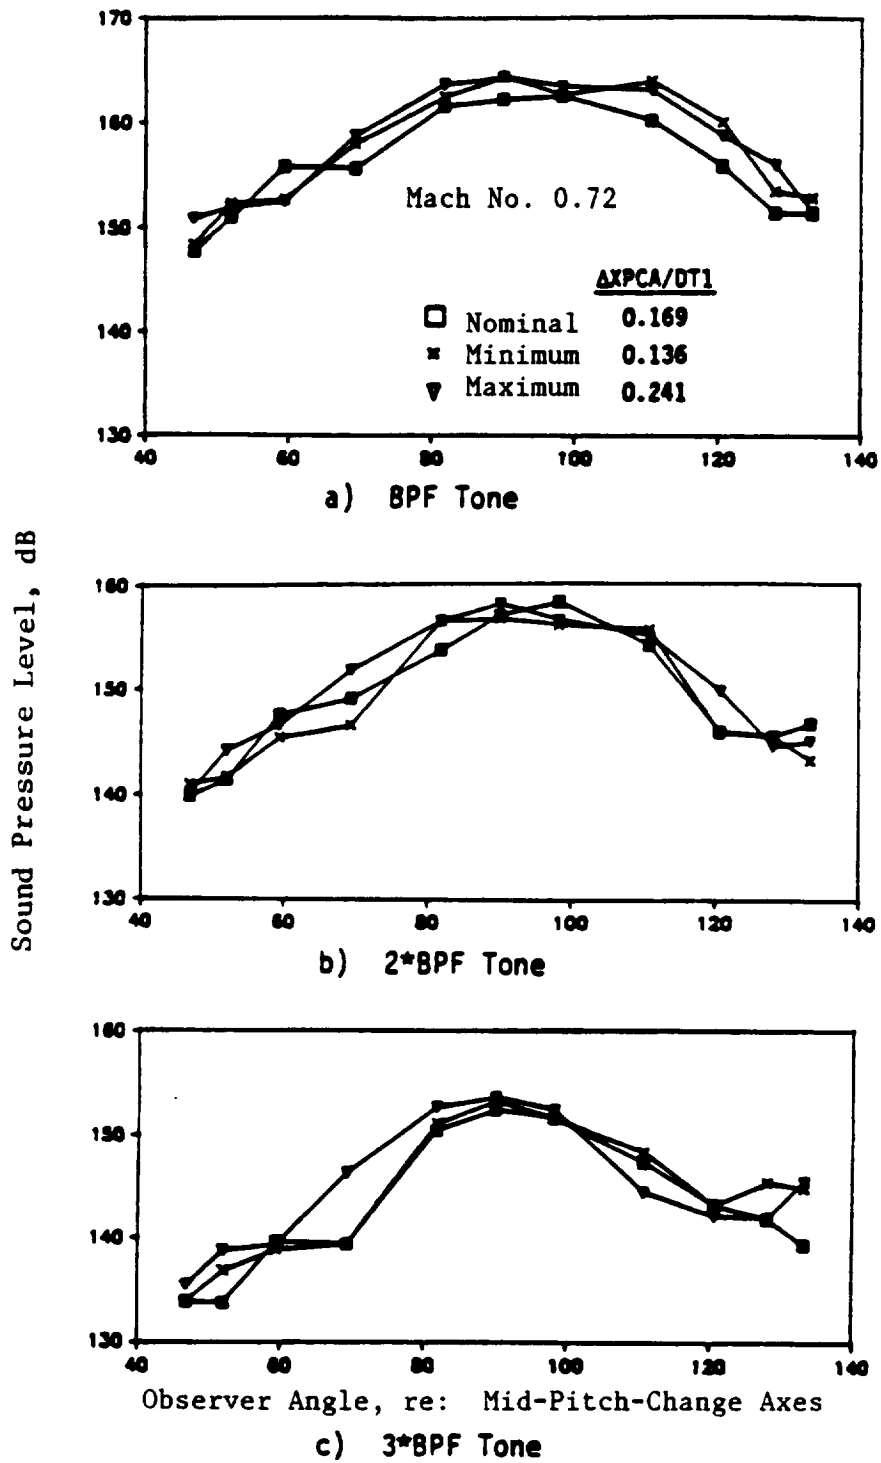 170
160
150
140
130
40 60 80 100 120 140
Mach No. 0.72
ΔXPCA/DT1
Nominal 0.169
Minimum 0.136
Maximum 0.241
a) BPF Tone
Sound Pressure Level, dB
160
150
140
130
40 60 80 100 120 140
b) 2*BPF Tone
160
150
140
130
40 60 80 100 120 140
Observer Angle, re: Mid-Pitch-Change Axes
c) 3*BPF Tone